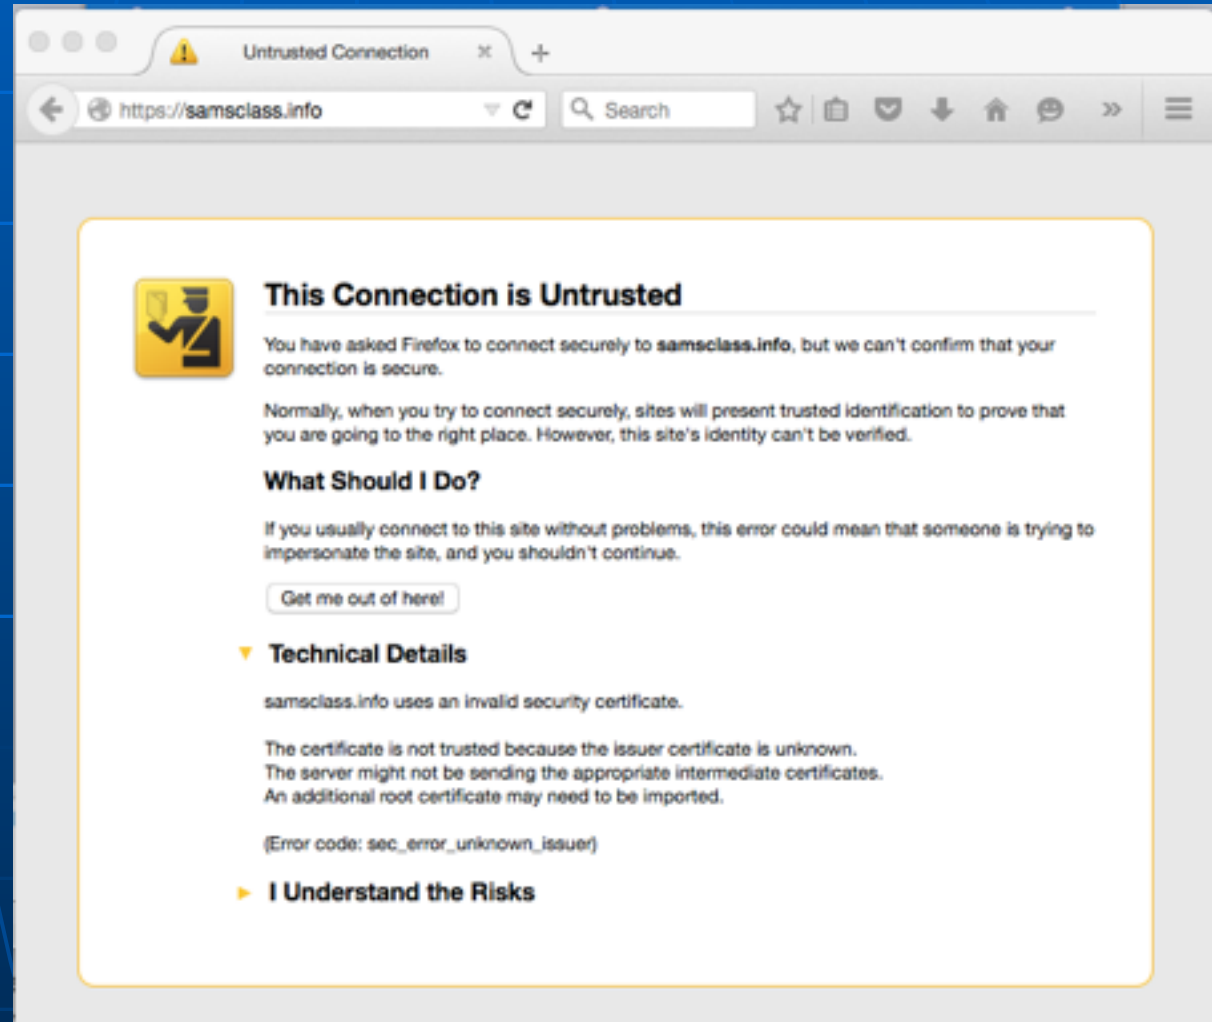 Untrusted Connection
https://samsclass.info
Search
This Connection is Untrusted
You have asked Firefox to connect securely to samsclass.info, but we can't confirm that your
connection is secure.
Normally, when you try to connect securely, sites will present trusted identification to prove that
you are going to the right place. However, this site's identity can't be verified.
What Should I Do?
If you usually connect to this site without problems, this error could mean that someone is trying to
impersonate the site, and you shouldn't continue.
Get me out of here!
Technical Details
samsclass.info uses an invalid security certificate.
The certificate is not trusted because the issuer certificate is unknown.
The server might not be sending the appropriate intermediate certificates.
An additional root certificate may need to be imported.
(Error code: sec_error_unknown_issuer)
I Understand the Risks